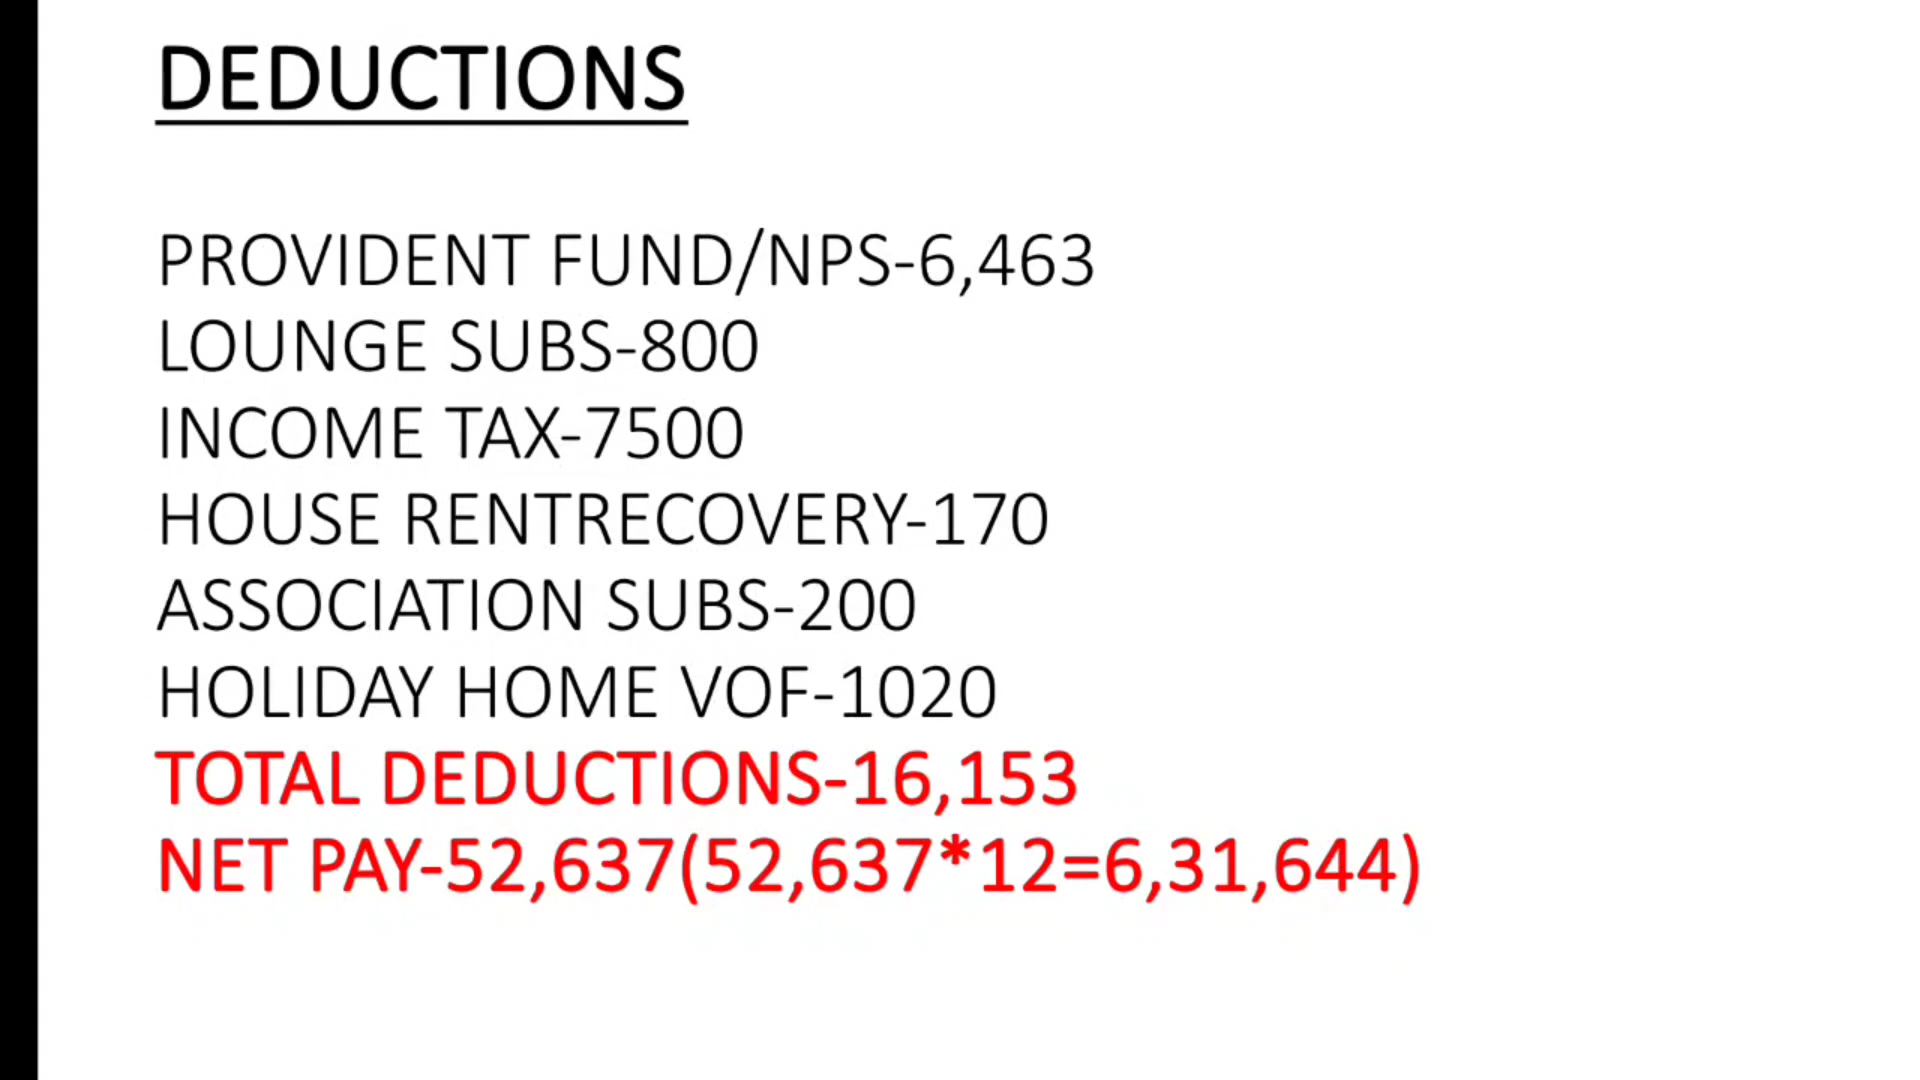 DEDUCTIONS
PROVIDENT FUND/NPS-6,463
LOUNGE SUBS-800
INCOME TAX-7500
HOUSE RENTRECOVERY-170
ASSOCIATION SUBS-200
HOLIDAY HOME VOF-1020
TOTAL DEDUCTIONS-16,153
NET PAY-52,637(52,637*12=6,31,644)